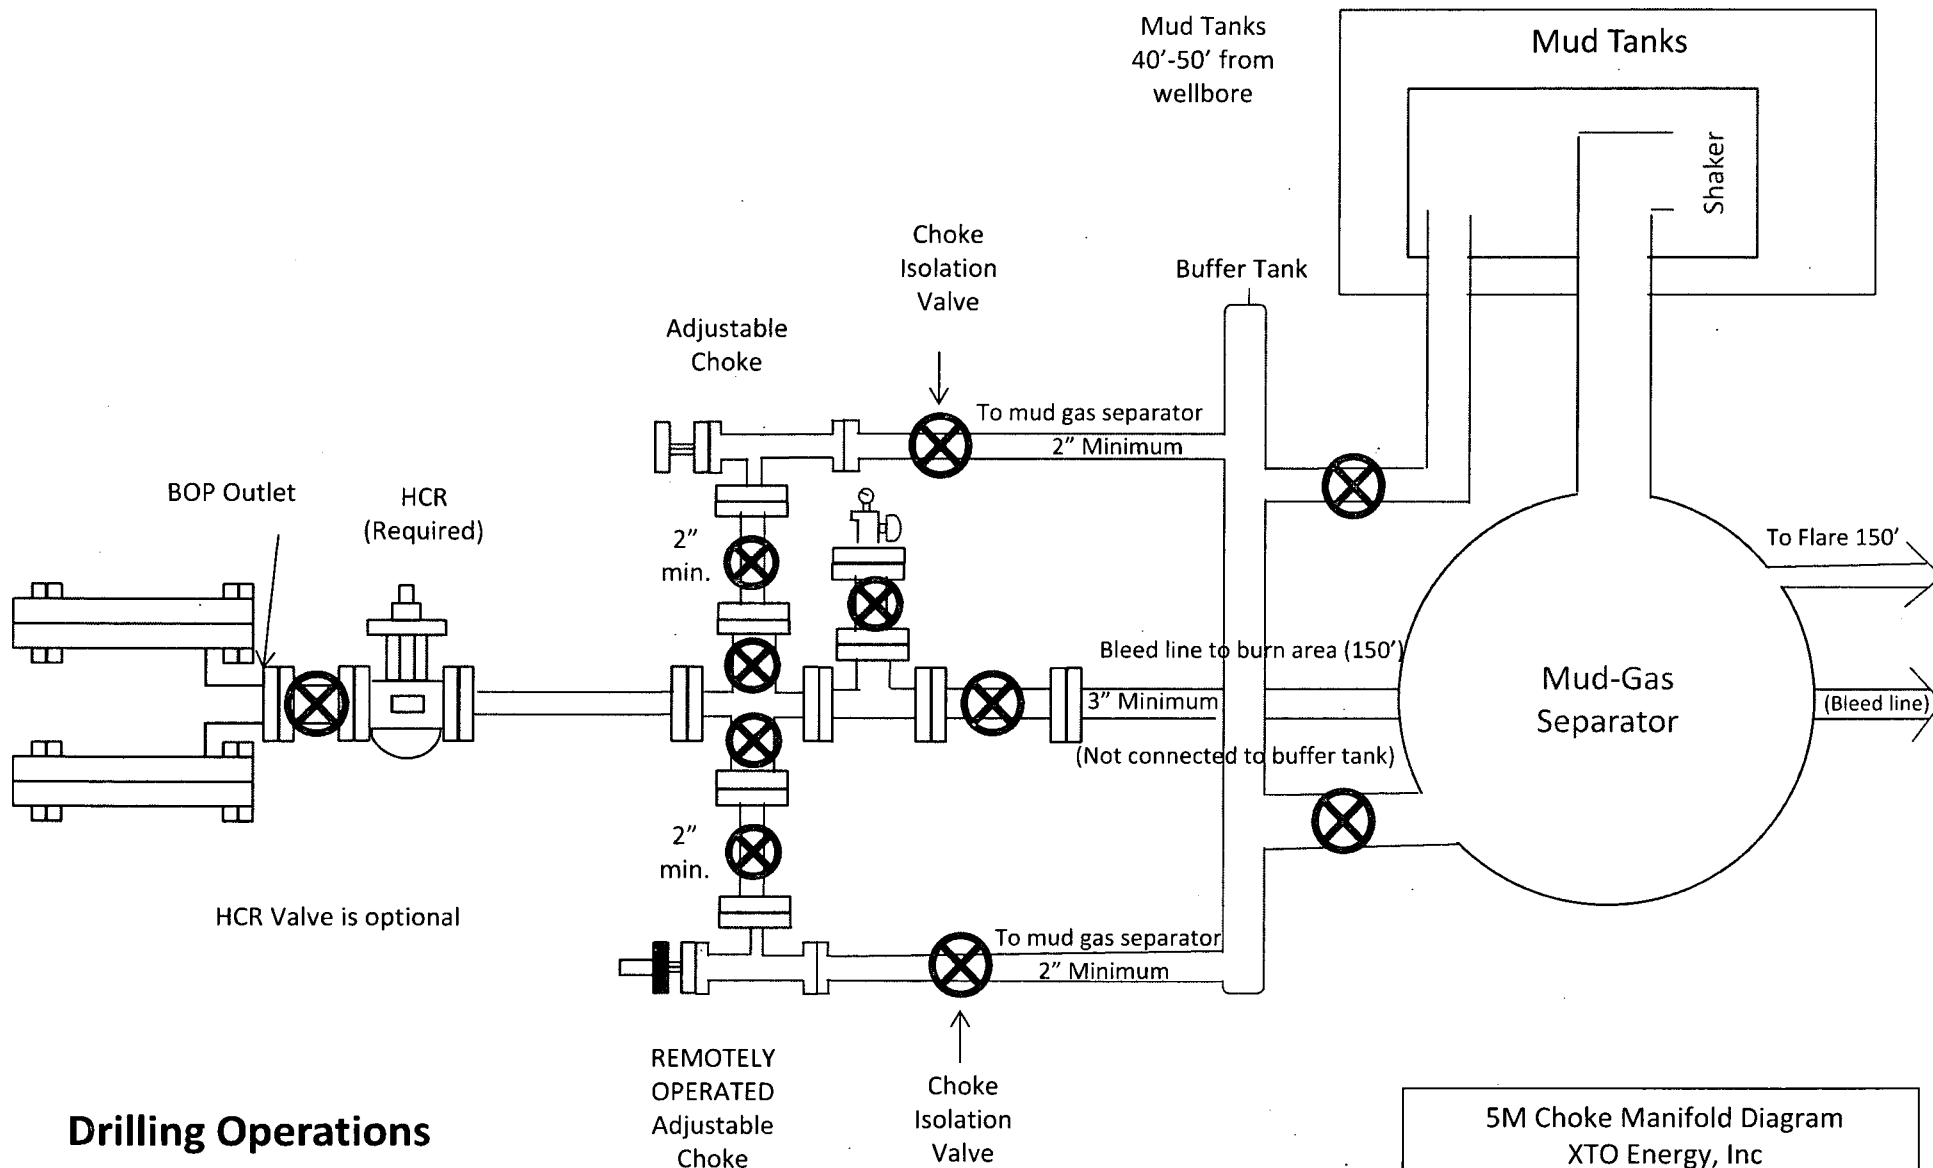 Mud Tanks
40’-50’ from
wellbore
Mud Tanks
Shaker
Choke
Isolation
Valve
Buffer Tank
Adjustable
Choke
To mud gas separator
2” Minimum
BOP Outlet
HCR
(Required)
2”
min.
To Flare 150’
Bleed line to burn area (150’)
3” Minimum
(Not connected to buffer tank)
Mud-Gas
Separator
(Bleed line)
2”
min.
HCR Valve is optional
To mud gas separator
2” Minimum
REMOTELY
OPERATED
Adjustable
Choke
Choke
Isolation
Valve
Drilling Operations
5M Choke Manifold Diagram
XTO Energy, Inc